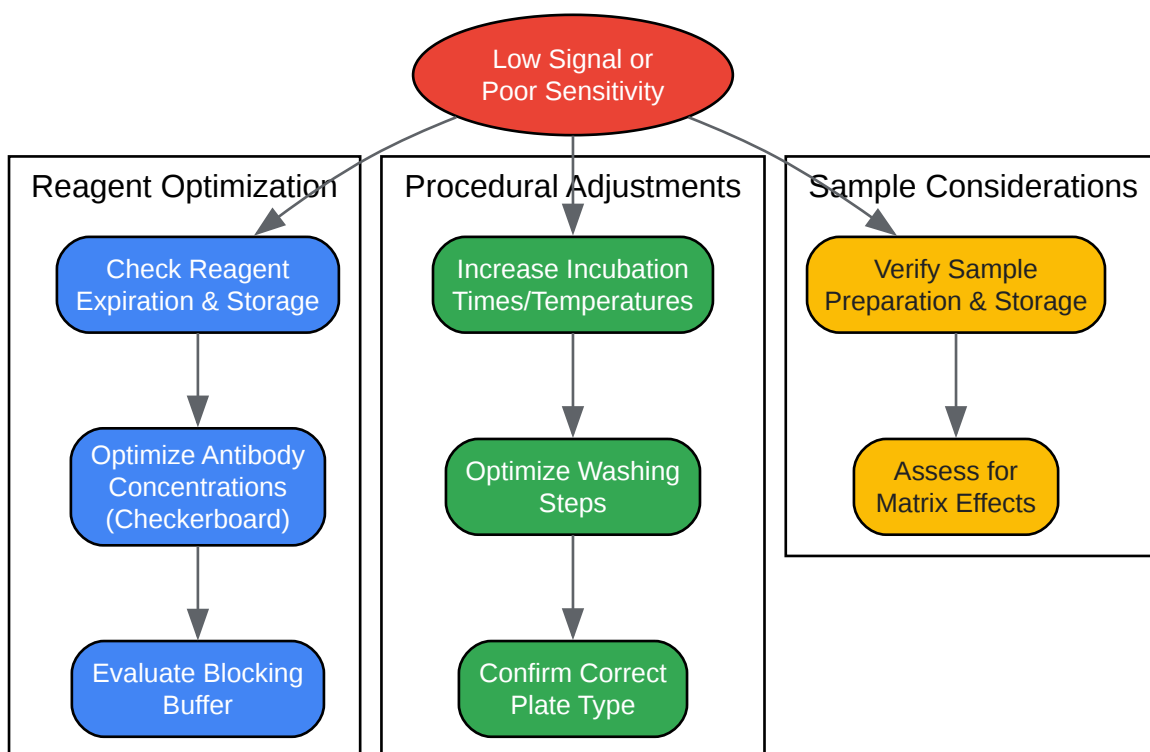 Low Signal or
Poor Sensitivity
Reagent Optimization
Check Reagent
Expiration & Storage
Optimize Antibody
Concentrations
(Checkerboard)
Evaluate Blocking
Buffer
Procedural Adjustments
Increase Incubation
Times/Temperatures
Optimize Washing
Steps
Confirm Correct
Plate Type
Sample Considerations
Verify Sample
Preparation & Storage
Assess for
Matrix Effects